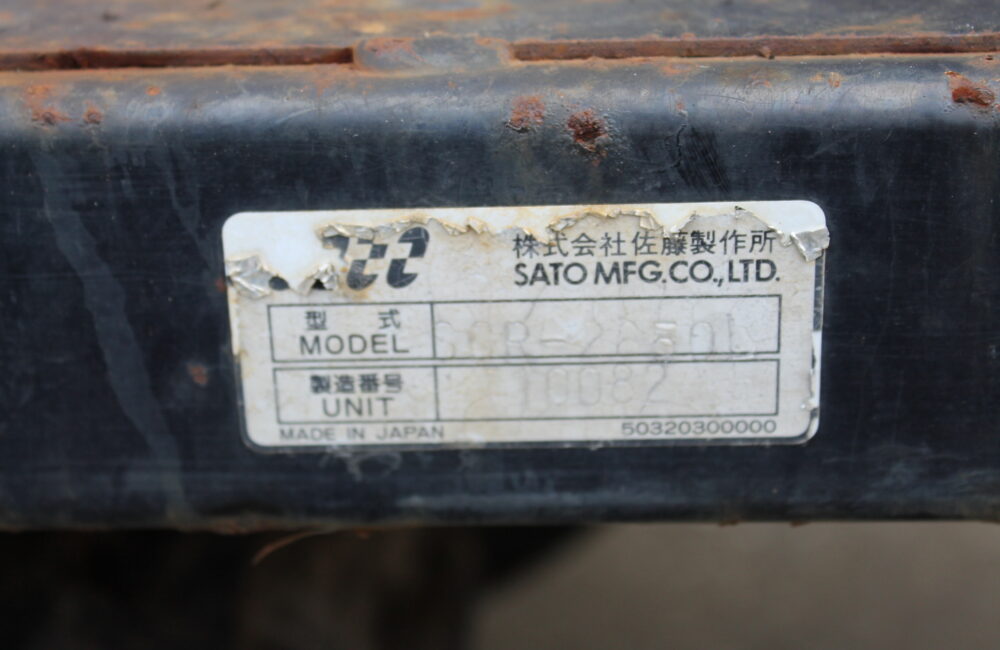 株式会社佐藤製作所
SATO MFG.CO.,LTD.
型 式
MODEL
製造番号
UNIT 10082
MADE IN JAPAN 50320300000